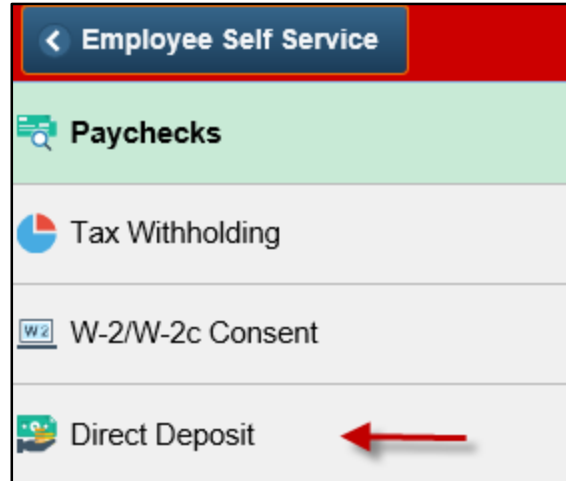 Employee Self Service
Paychecks
Tax Withholding
W2 W-2/W-2c Consent
Direct Deposit